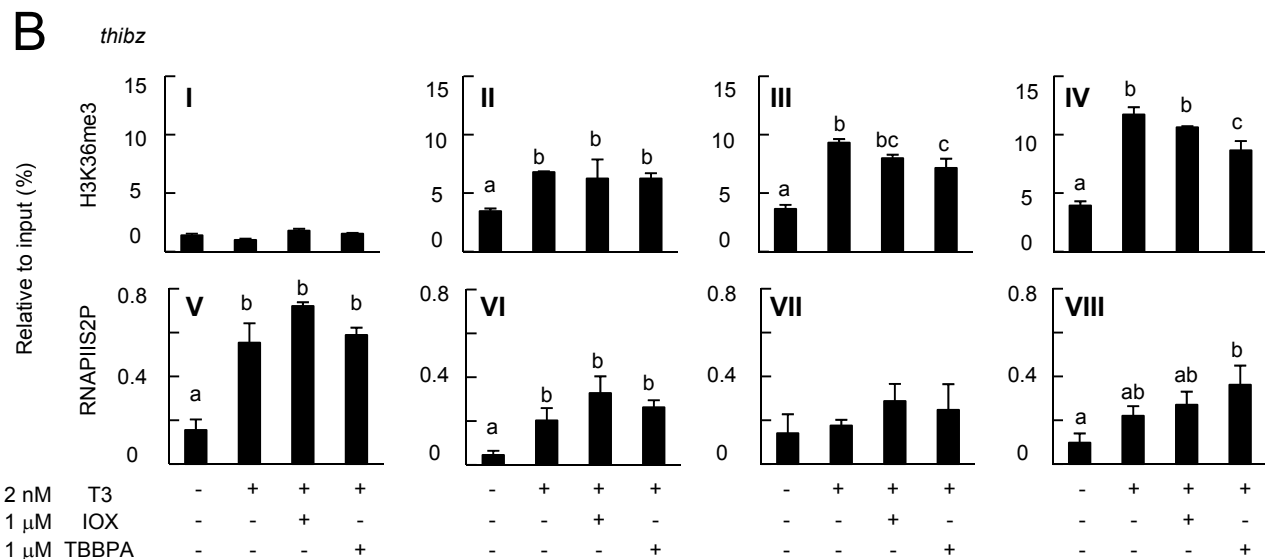 B
thibz
Relative to input (%)
H3K36me3
15 10 5 0
I
15 10 5 0
II
a b b b
15 10 5 0
III
a b bc c
15 10 5 0
IV
a b b c
RNAPIIS2P
0.8 0.4 0
V
a b b b
0.8 0.4 0
VI
a b b b
0.8 0.4 0
VII
0.8 0.4 0
VIII
a ab ab b
2 nM T3 - + + + - + + + - + + + - + + +
1 μM IOX - - + - - - + - - - + - - - + -
1 μM TBBPA - - - + - - - + - - - + - - - +